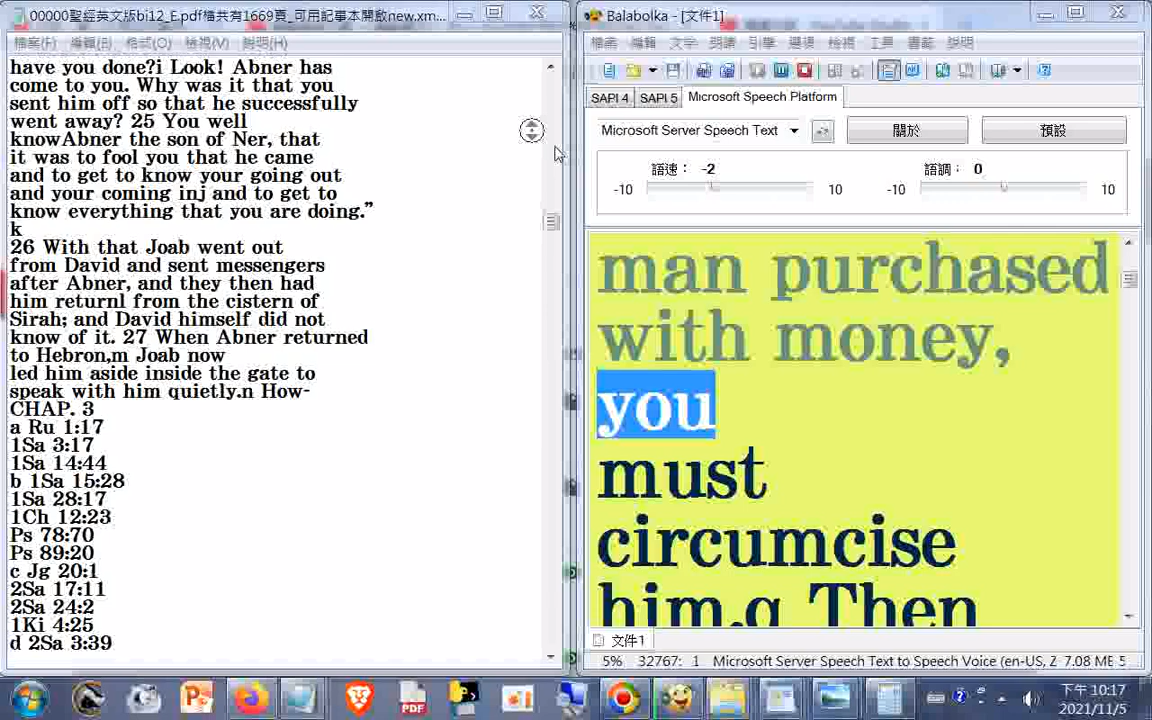 00000聖經英文版bi12_E.pdf檔共有1669頁_可用記事本開啟new.xm...
檔案(F) 編輯(E) 格式(O) 檢視(V) 說明(H)
have you done?i Look! Abner has
come to you. Why was it that you
sent him off so that he successfully
went away? 25 You well
knowAbner the son of Ner, that
it was to fool you that he came
and to get to know your going out
and your coming inj and to get to
know everything that you are doing.”
k
26 With that Joab went out
from David and sent messengers
after Abner, and they then had
him returnl from the cistern of
Sirah; and David himself did not
know of it. 27 When Abner returned
to Hebron,m Joab now
led him aside inside the gate to
speak with him quietly.n How-
CHAP. 3
a Ru 1:17
1Sa 3:17
1Sa 14:44
b 1Sa 15:28
1Sa 28:17
1Ch 12:23
Ps 78:70
Ps 89:20
c Jg 20:1
2Sa 17:11
2Sa 24:2
1Ki 4:25
d 2Sa 3:39
Balabolka - [文件1]
檔案 編輯 文字 朗讀 引擎 選項 檢視 工具 書籤 說明
SAPI 4 SAPI 5 Microsoft Speech Platform
Microsoft Server Speech Text 關於 預設
語速： -2 語調： 0
-10 10 -10 10
man purchased
with money,
you
must
circumcise
him.q Then
文件1
5% 32767: 1 Microsoft Server Speech Text to Speech Voice (en-US, Z 7.08 MB 5
PDF
下午 10:17
2021/11/5